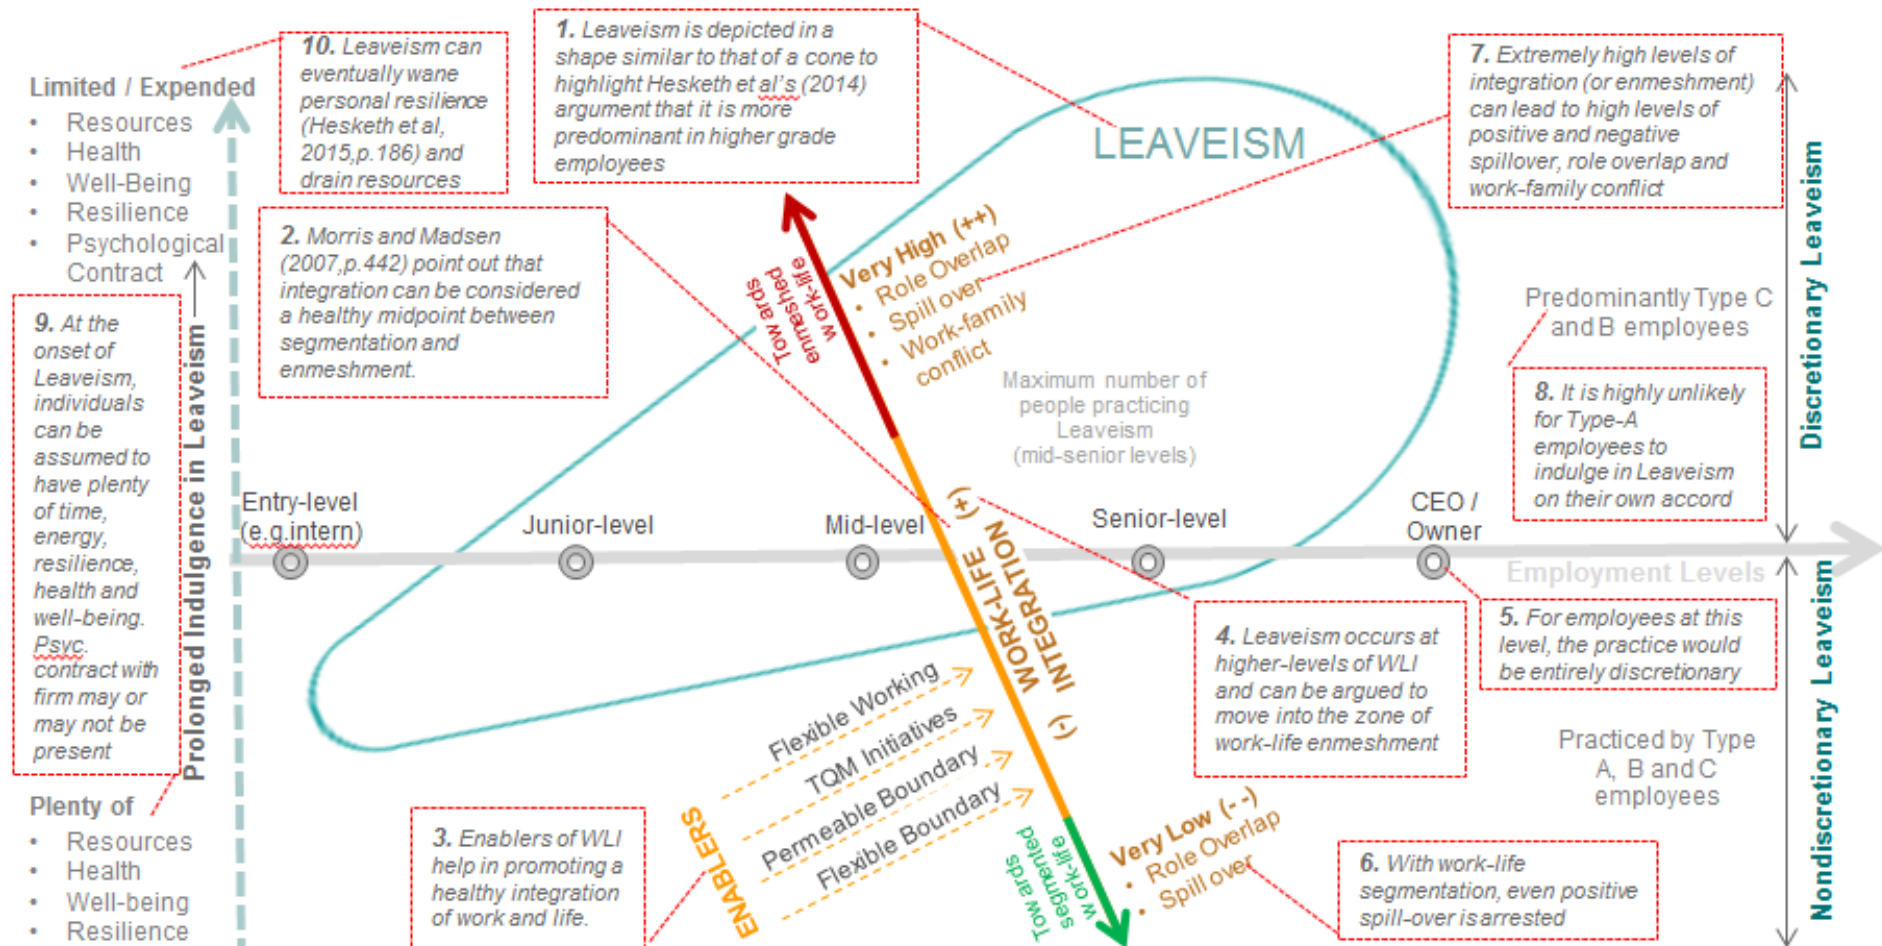 Limited / Expended
• Resources
• Health
• Well-Being
• Resilience
• Psychological
Contract
10. Leaveism can
eventually wane
personal resilience
(Hesketh et al,
2015,p.186) and
drain resources
1. Leaveism is depicted in a
shape similar to that of a cone to
highlight Hesketh et al's (2014)
argument that it is more
predominant in higher grade
employees
LEAVEISM
7. Extremely high levels of
integration (or enmeshment)
can lead to high levels of
positive and negative
spillover, role overlap and
work-family conflict
2. Morris and Madsen
(2007,p.442) point out that
integration can be considered
a healthy midpoint between
segmentation and
enmeshment.
Towards
enmeshed
work-life
Very High (++)
• Role Overlap
• Spill over
• Work-family
conflict
Maximum number of
people practicing
Leaveism
(mid-senior levels)
Predominantly Type C
and B employees
Discretionary Leaveism
8. It is highly unlikely
for Type-A
employees to
indulge in Leaveism
on their own accord
9. At the
onset of
Leaveism,
individuals
can be
assumed to
have plenty
of time,
energy,
resilience,
health and
well-being.
Psyc.
contract with
firm may or
may not be
present
Prolonged Indulgence in Leaveism
Entry-level
(e.g.intern)
Junior-level
Mid-level
Senior-level
CEO /
Owner
Employment Levels
(+)
WORK-LIFE
INTEGRATION
(-)
4. Leaveism occurs at
higher-levels of WLI
and can be argued to
move into the zone of
work-life enmeshment
5. For employees at this
level, the practice would
be entirely discretionary
Practiced by Type
A, B and C
employees
Nondiscretionary Leaveism
Plenty of
• Resources
• Health
• Well-being
• Resilience
3. Enablers of WLI
help in promoting a
healthy integration
of work and life.
ENABLERS
Flexible Working
TQM Initiatives
Permeable Boundary
Flexible Boundary
Towards
segmented
work-life
Very Low (- -)
• Role Overlap
• Spill over
6. With work-life
segmentation, even positive
spill-over is arrested